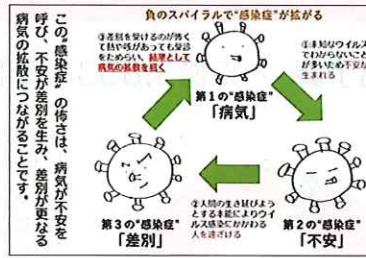 負のスパイラルで“感染症”が拡がる
③差別を受けるのが怖く
て熱や咳があっても受診
をためらい、結果として
病気の拡散を招く
①未知なウイルス
でわからないこと
が多いため不安が
生まれる
第1の“感染症”
「病気」
②人間の生き延びよう
とする本能によりウイ
ルス感染にかかわる
人を遠ざける
第3の“感染症”
「差別」
第2の“感染症”
「不安」
この“感染症”の怖さは、病気が不安を
呼び、不安が差別を生み、差別が更なる
病気の拡散につながることです。